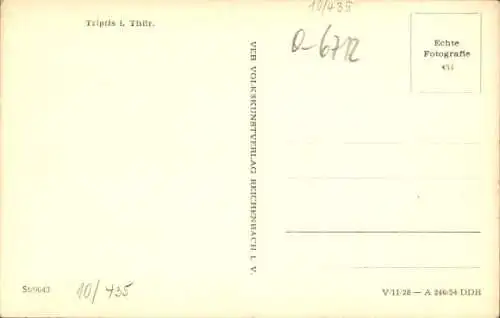 10/435
Triptis i. Thür.
O-6712
Echte
Fotografie
VEB VOLKSKUNSTVERLAG REICHENBACH I. V.
10/435
V/11/28 — A 246/54 DDR